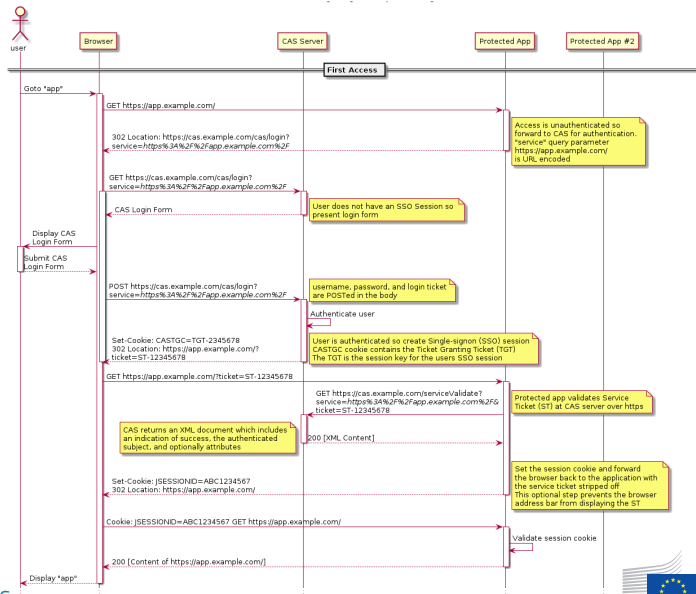 user
Browser
CAS Server
Protected App
Protected App #2
First Access
Goto "app"
GET https://app.example.com/
Access is unauthenticated so
forward to CAS for authentication.
"service" query parameter
https://app.example.com/
is URL encoded
302 Location: https://cas.example.com/cas/login?
service=https%3A%2F%2Fapp.example.com%2F
GET https://cas.example.com/cas/login?
service=https%3A%2F%2Fapp.example.com%2F
User does not have an SSO Session so
present login form
CAS Login Form
Display CAS
Login Form
Submit CAS
Login Form
POST https://cas.example.com/cas/login?
service=https%3A%2F%2Fapp.example.com%2F
username, password, and login ticket
are POSTed in the body
Authenticate user
Set-Cookie: CASTGC=TGT-2345678
302 Location: https://app.example.com/?
ticket=ST-12345678
User is authenticated so create Single-signon (SSO) session
CASTGC cookie contains the Ticket Granting Ticket (TGT)
The TGT is the session key for the users SSO session
GET https://app.example.com/?ticket=ST-12345678
GET https://cas.example.com/serviceValidate?
service=https%3A%2F%2Fapp.example.com%2F&
ticket=ST-12345678
Protected app validates Service
Ticket (ST) at CAS server over https
CAS returns an XML document which includes
an indication of success, the authenticated
subject, and optionally attributes
200 [XML Content]
Set the session cookie and forward
the browser back to the application with
the service ticket stripped off
This optional step prevents the browser
address bar from displaying the ST
Set-Cookie: JSESSIONID=ABC1234567
302 Location: https://app.example.com/
Cookie: JSESSIONID=ABC1234567 GET https://app.example.com/
Validate session cookie
200 [Content of https://app.example.com/]
Display "app"